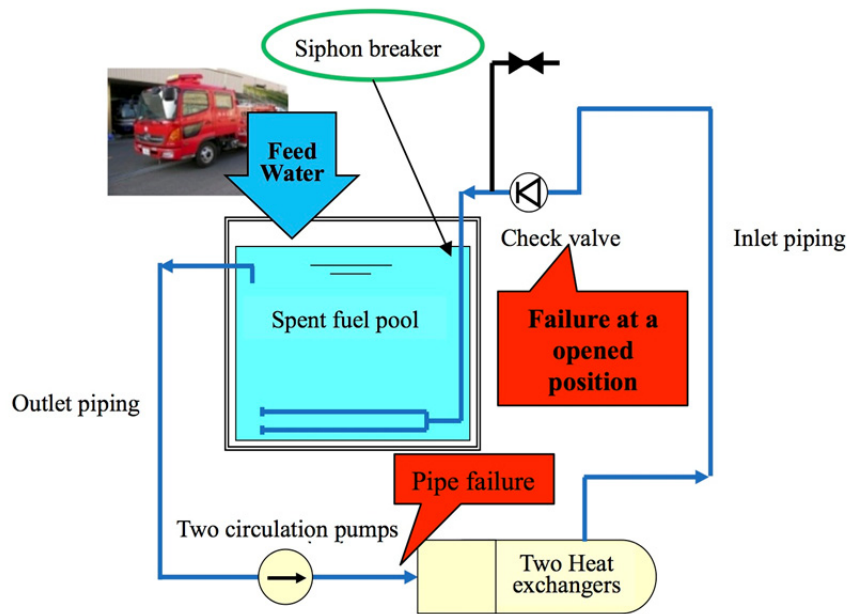 Siphon breaker
Feed
Water
Check valve
Inlet piping
Spent fuel pool
Failure at a
opened
position
Outlet piping
Pipe failure
Two circulation pumps
Two Heat
exchangers